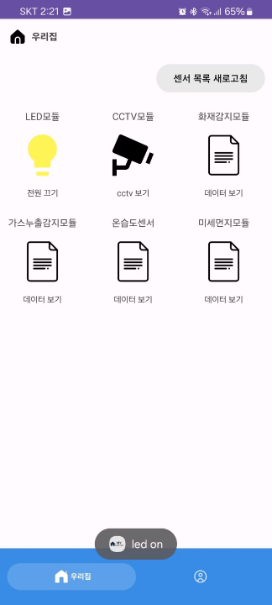 SKT 2:21 65%
우리집
센서 목록 새로고침
LED모듈 CCTV모듈 화재감지모듈
전원 끄기 cctv 보기 데이터 보기
가스누출감지모듈 온습도센서 미세먼지모듈
데이터 보기 데이터 보기 데이터 보기
led on
우리집